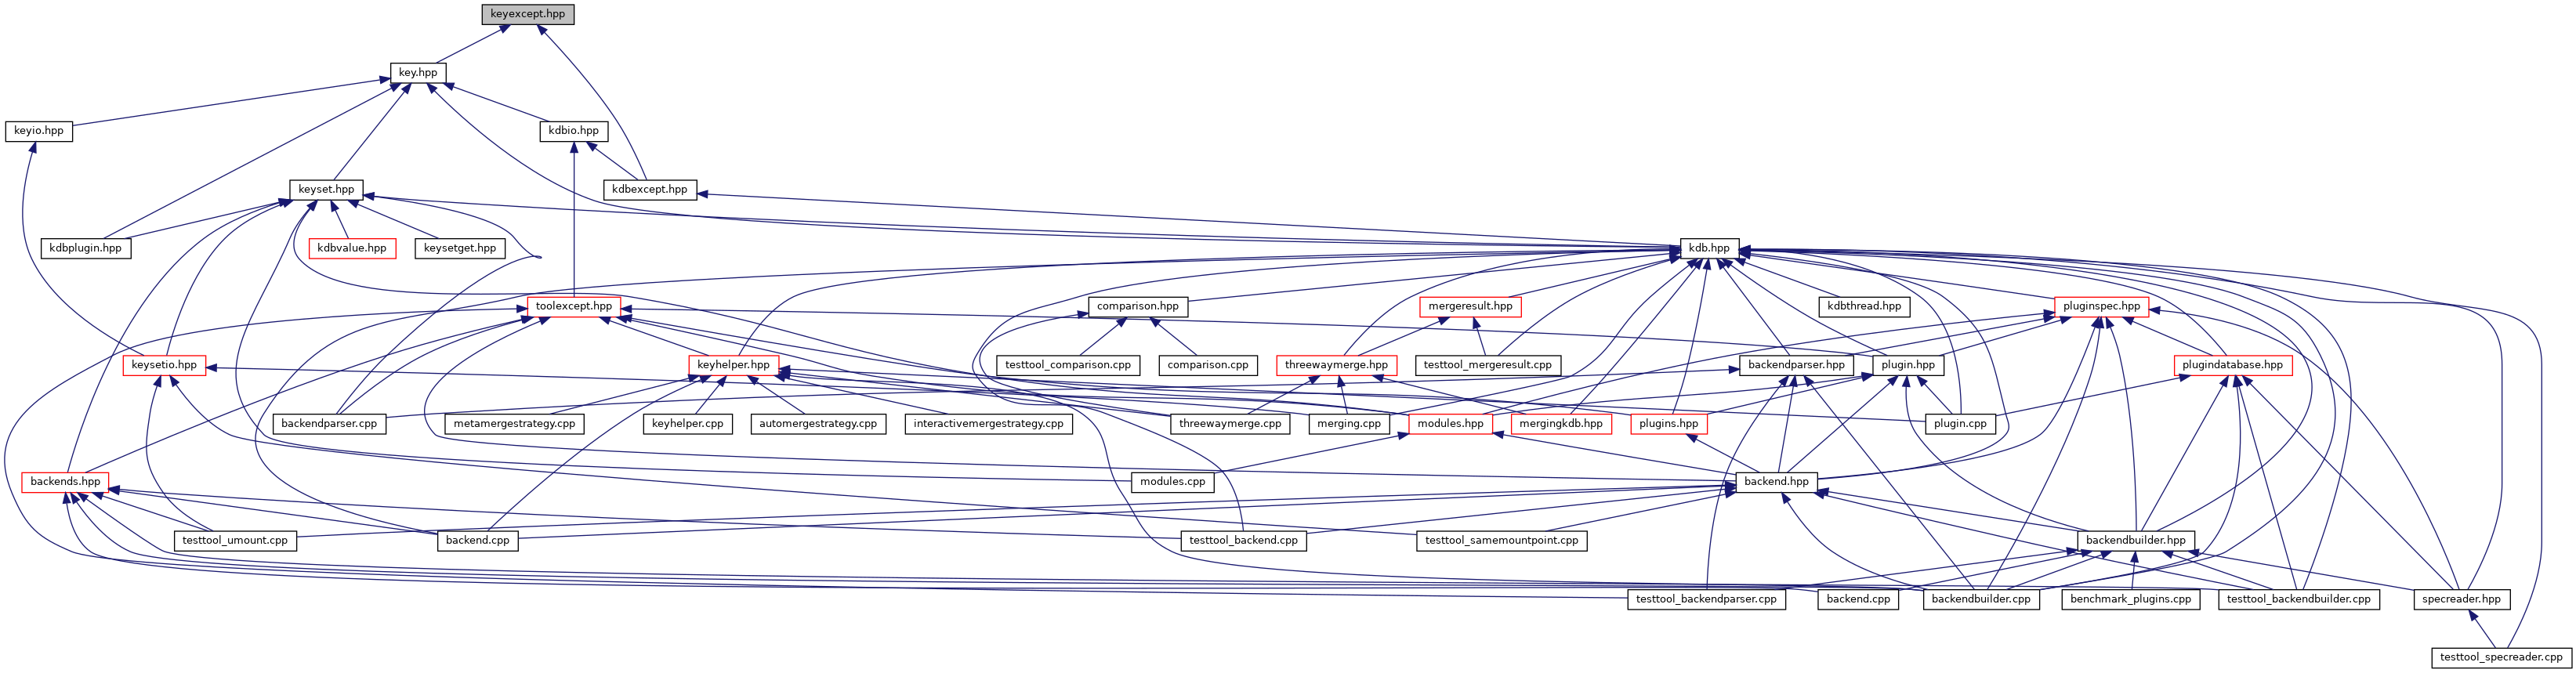 keyexcept.hpp
key.hpp
keyio.hpp
kdbio.hpp
keyset.hpp
kdbexcept.hpp
kdbplugin.hpp
kdbvalue.hpp
keysetget.hpp
kdb.hpp
toolexcept.hpp
comparison.hpp
mergeresult.hpp
kdbthread.hpp
pluginspec.hpp
keysetio.hpp
keyhelper.hpp
testtool_comparison.cpp
comparison.cpp
threewaymerge.hpp
testtool_mergeresult.cpp
backendparser.hpp
plugin.hpp
plugindatabase.hpp
backendparser.cpp
metamergestrategy.cpp
keyhelper.cpp
automergestrategy.cpp
interactivemergestrategy.cpp
threewaymerge.cpp
merging.cpp
modules.hpp
mergingkdb.hpp
plugins.hpp
plugin.cpp
backends.hpp
modules.cpp
backend.hpp
testtool_umount.cpp
backend.cpp
testtool_backend.cpp
testtool_samemountpoint.cpp
backendbuilder.hpp
testtool_backendparser.cpp
backend.cpp
backendbuilder.cpp
benchmark_plugins.cpp
testtool_backendbuilder.cpp
specreader.hpp
testtool_specreader.cpp